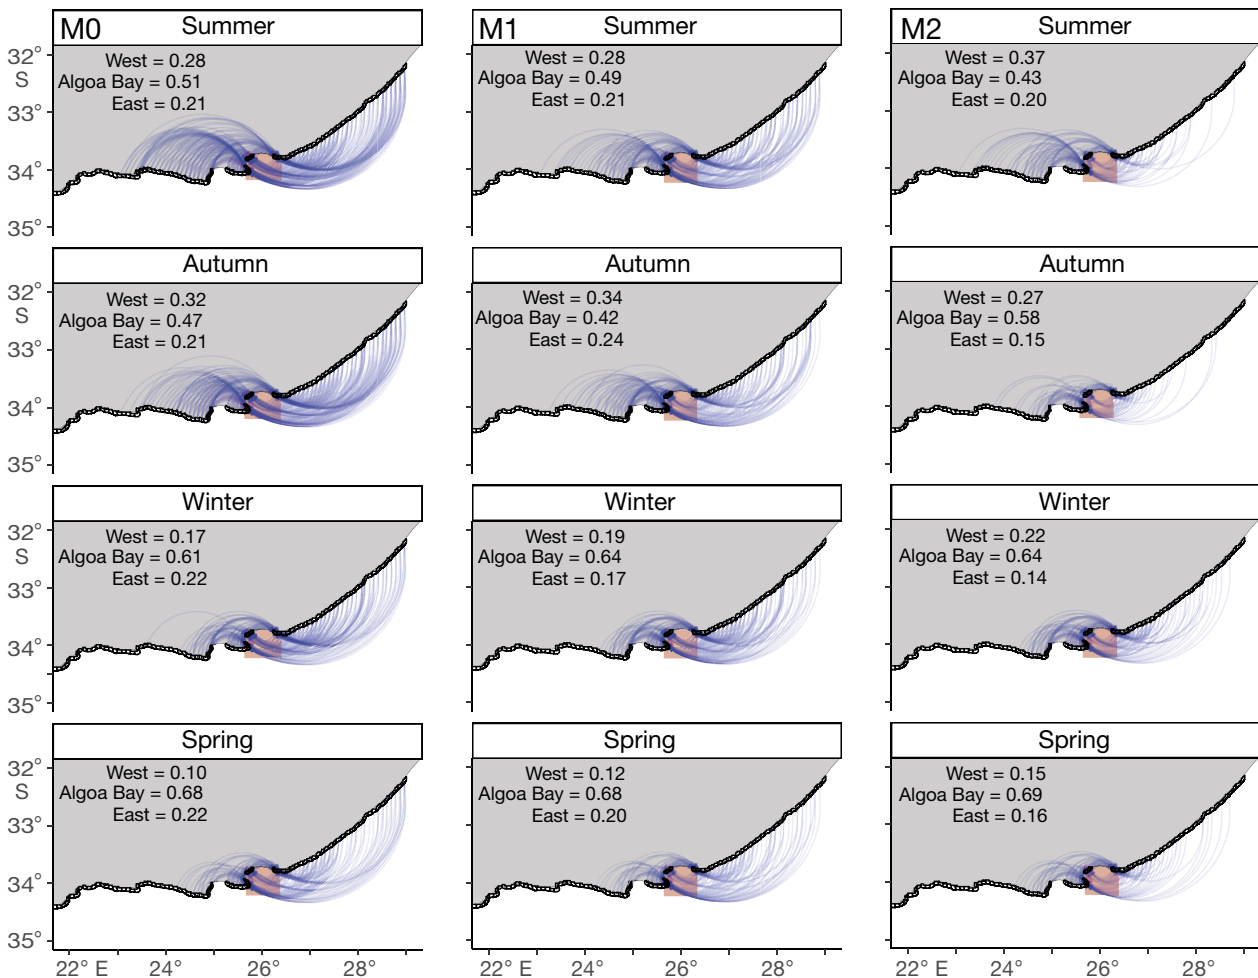 M0 Summer
West = 0.28
Algoa Bay = 0.51
East = 0.21
32°
S
33°
34°
35°
M1 Summer
West = 0.28
Algoa Bay = 0.49
East = 0.21
M2 Summer
West = 0.37
Algoa Bay = 0.43
East = 0.20
Autumn
West = 0.32
Algoa Bay = 0.47
East = 0.21
32°
S
33°
34°
35°
Autumn
West = 0.34
Algoa Bay = 0.42
East = 0.24
Autumn
West = 0.27
Algoa Bay = 0.58
East = 0.15
Winter
West = 0.17
Algoa Bay = 0.61
East = 0.22
32°
S
33°
34°
35°
Winter
West = 0.19
Algoa Bay = 0.64
East = 0.17
Winter
West = 0.22
Algoa Bay = 0.64
East = 0.14
Spring
West = 0.10
Algoa Bay = 0.68
East = 0.22
32°
S
33°
34°
35°
Spring
West = 0.12
Algoa Bay = 0.68
East = 0.20
Spring
West = 0.15
Algoa Bay = 0.69
East = 0.16
22° E 24° 26° 28°
22° E 24° 26° 28°
22° E 24° 26° 28°